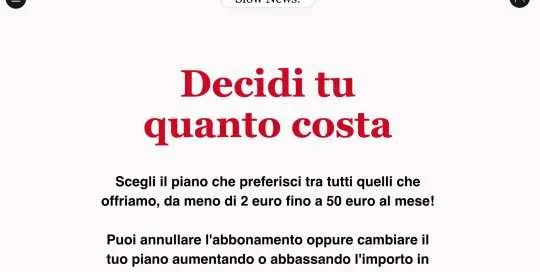 Slow News.
Decidi tu
quanto costa
Scegli il piano che preferisci tra tutti quelli che
offriamo, da meno di 2 euro fino a 50 euro al mese!
Puoi annullare l'abbonamento oppure cambiare il
tuo piano aumentando o abbassando l'importo in